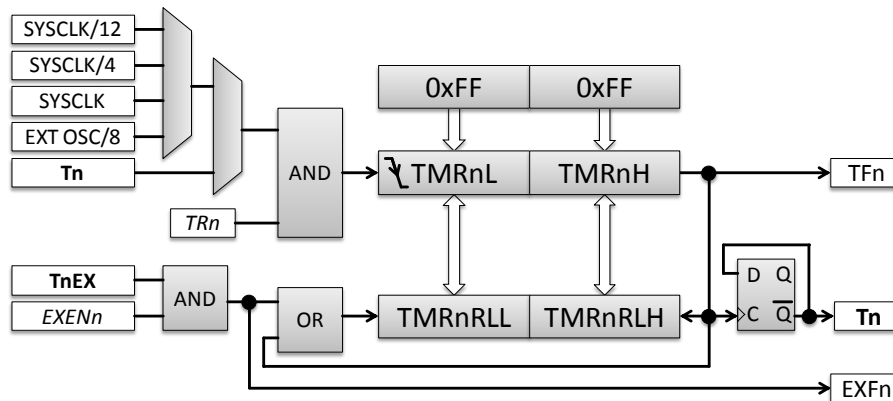 SYSCLK/12
SYSCLK/4
SYSCLK
EXT OSC/8
Tn
0xFF 0xFF
AND
TMRnL TMRnH
TFn
TRn
TnEX
EXENn
AND
OR
TMRnRLL TMRnRLH
D Q
C Q̅
Tn
EXFn